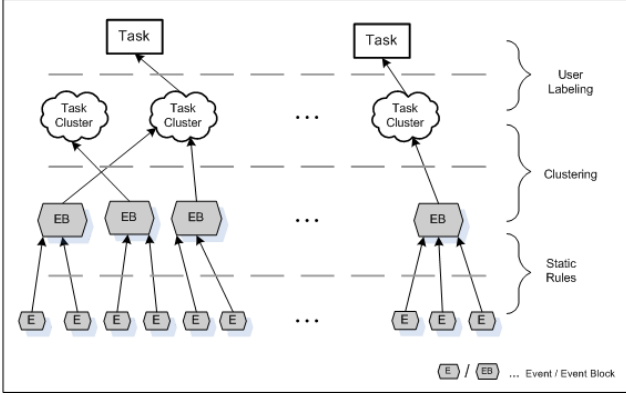 Task
Task
User
Labeling
Task
Cluster
Task
Cluster
...
Task
Cluster
Clustering
EB
EB
EB
...
EB
Static
Rules
E
E
E
E
E
E
...
E
E
E
E / EB ... Event / Event Block